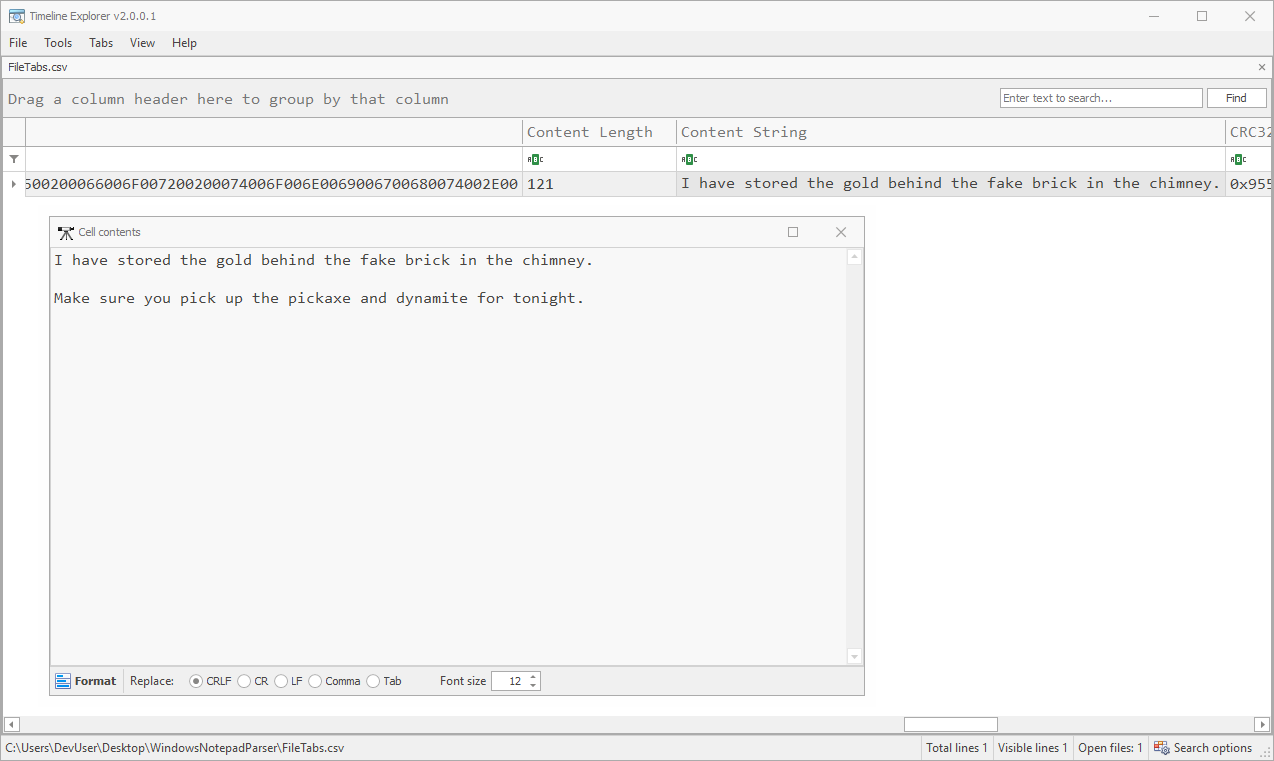 Timeline Explorer v2.0.0.1
File Tools Tabs View Help
FileTabs.csv
Drag a column header here to group by that column
Enter text to search... Find
Content Length Content String CRC32
ABC ABC ABC
500200066006F007200200074006F006E0069006700680074002E00 121 I have stored the gold behind the fake brick in the chimney. 0x955
Cell contents
I have stored the gold behind the fake brick in the chimney.
Make sure you pick up the pickaxe and dynamite for tonight.
Format Replace: CRLF CR LF Comma Tab Font size 12
C:\Users\DevUser\Desktop\WindowsNotepadParser\FileTabs.csv Total lines 1 Visible lines 1 Open files: 1 Search options